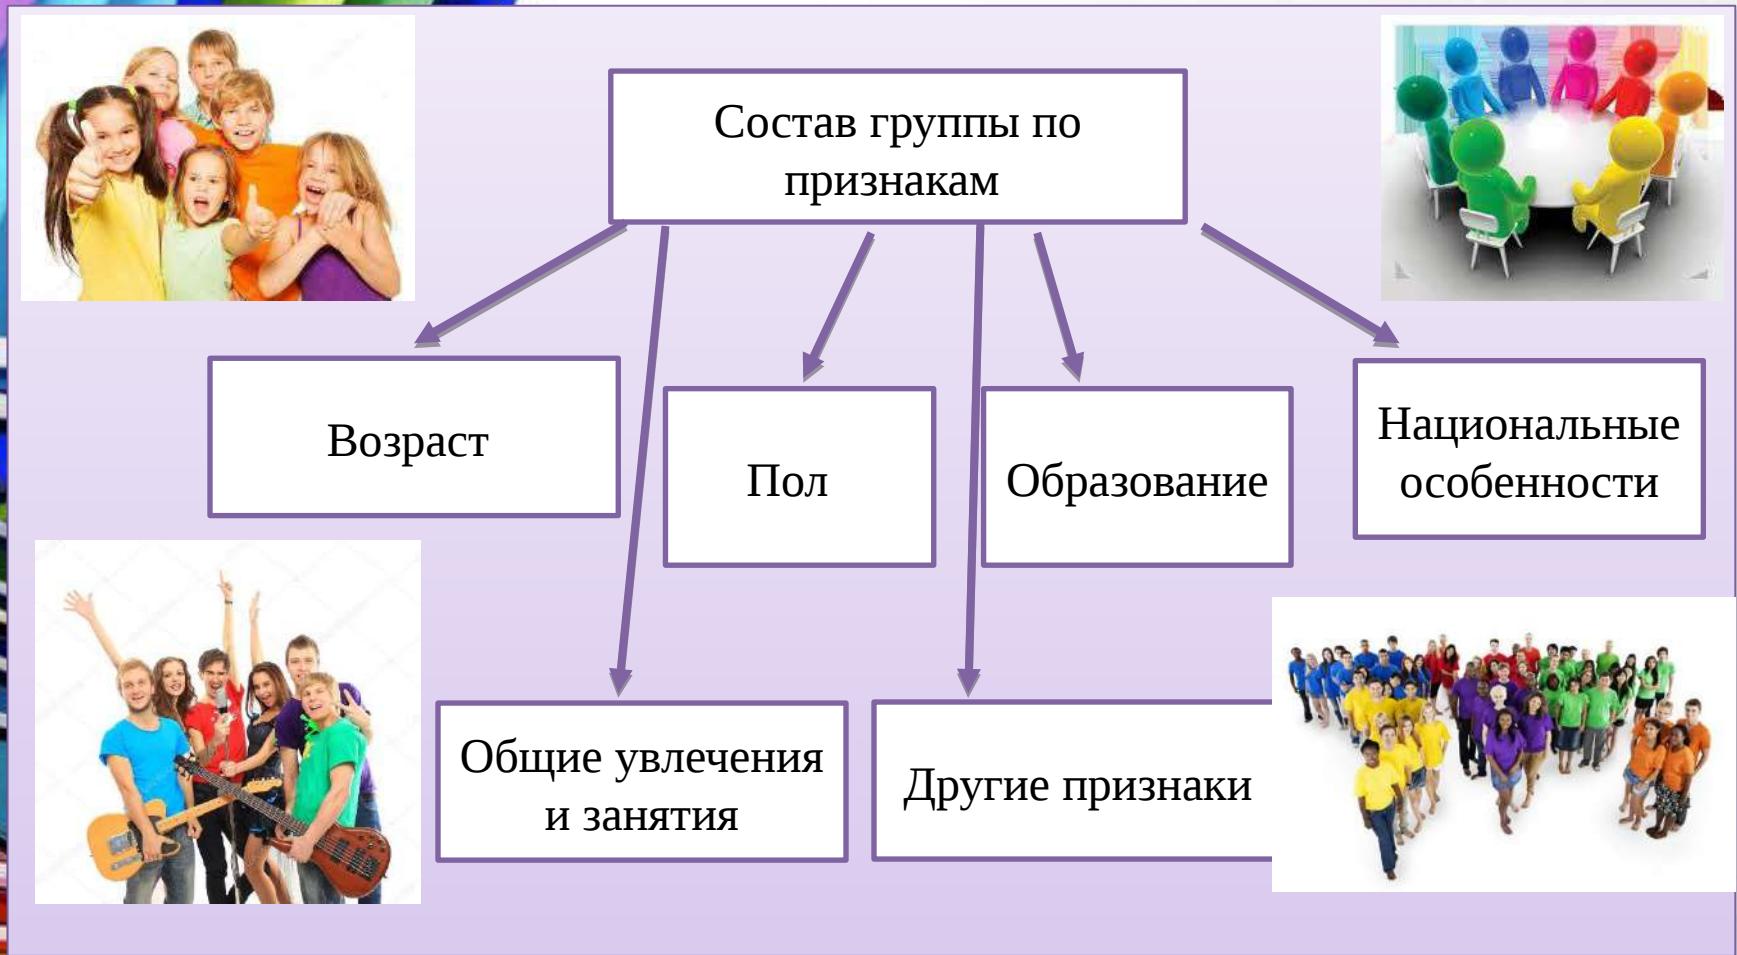 Состав группы по
признакам
Возраст
Пол
Образование
Национальные
особенности
Общие увлечения
и занятия
Другие признаки